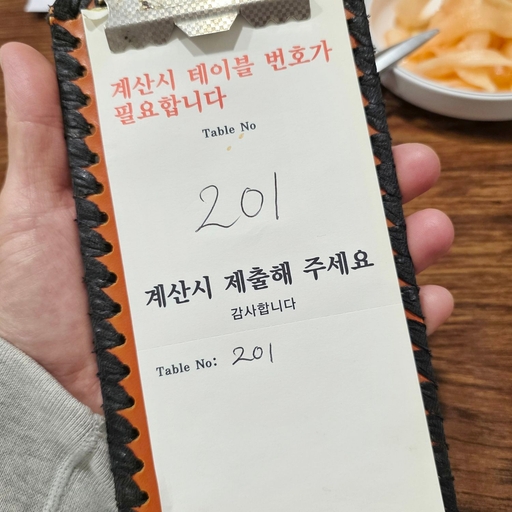 계산시 테이블 번호가
필요합니다
Table No
201
계산시 제출해 주세요
감사합니다
Table No: 201